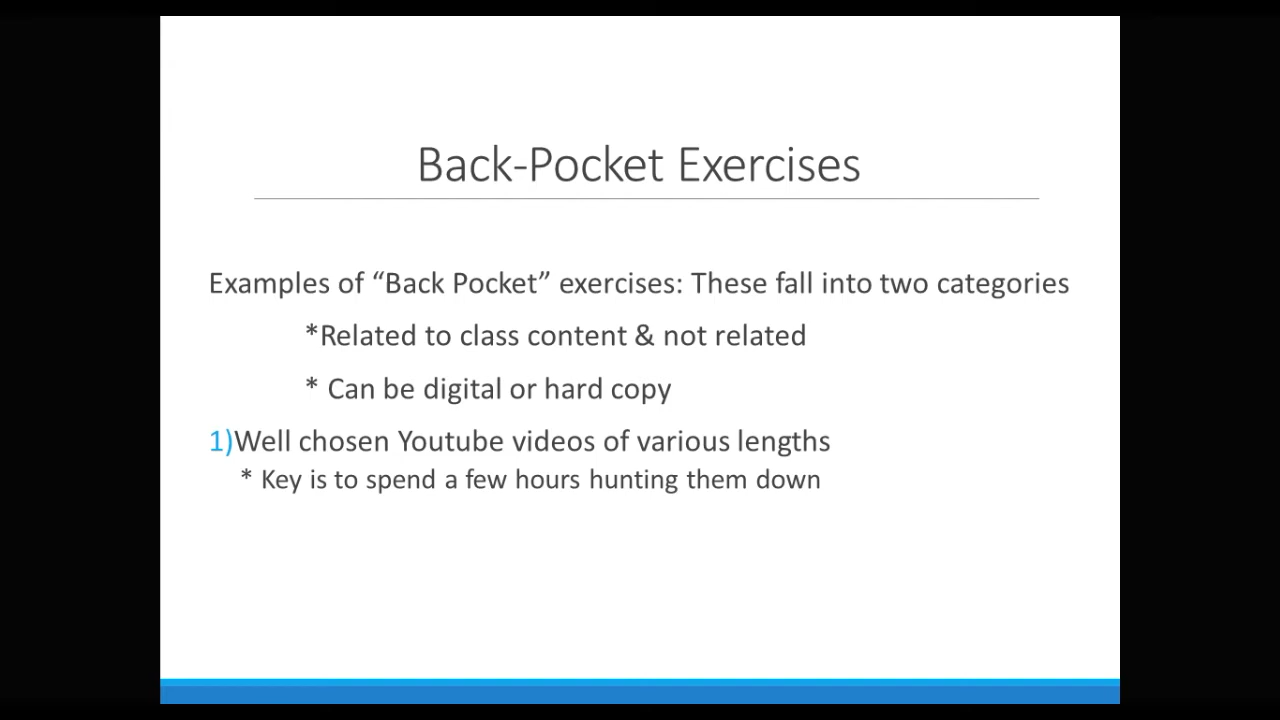 Back-Pocket Exercises
Examples of “Back Pocket” exercises: These fall into two categories
*Related to class content & not related
* Can be digital or hard copy
1)Well chosen Youtube videos of various lengths
* Key is to spend a few hours hunting them down